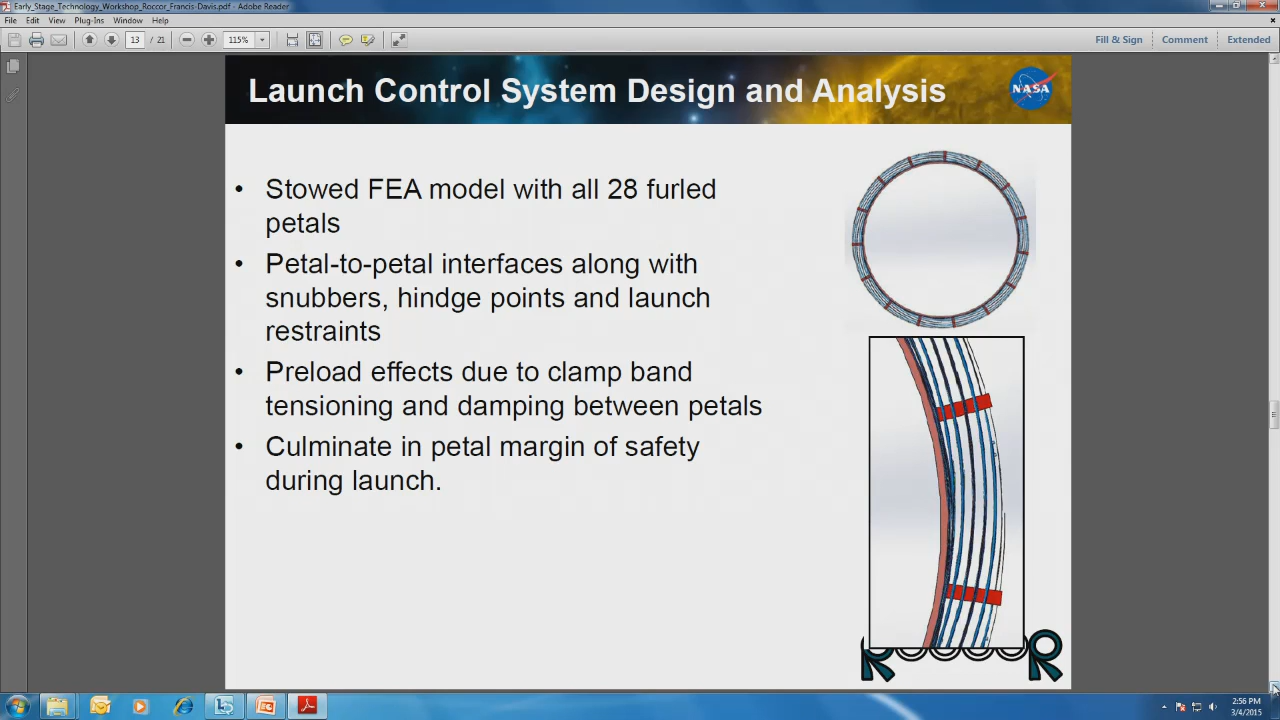 Early_Stage_Technology_Workshop_Roccor_Francis-Davis.pdf - Adobe Reader
File Edit View Plug-Ins Window Help
13 / 21 115% Fill & Sign Comment Extended
Launch Control System Design and Analysis
NASA
• Stowed FEA model with all 28 furled
petals
• Petal-to-petal interfaces along with
snubbers, hindge points and launch
restraints
• Preload effects due to clamp band
tensioning and damping between petals
• Culminate in petal margin of safety
during launch.
2:56 PM
3/4/2015